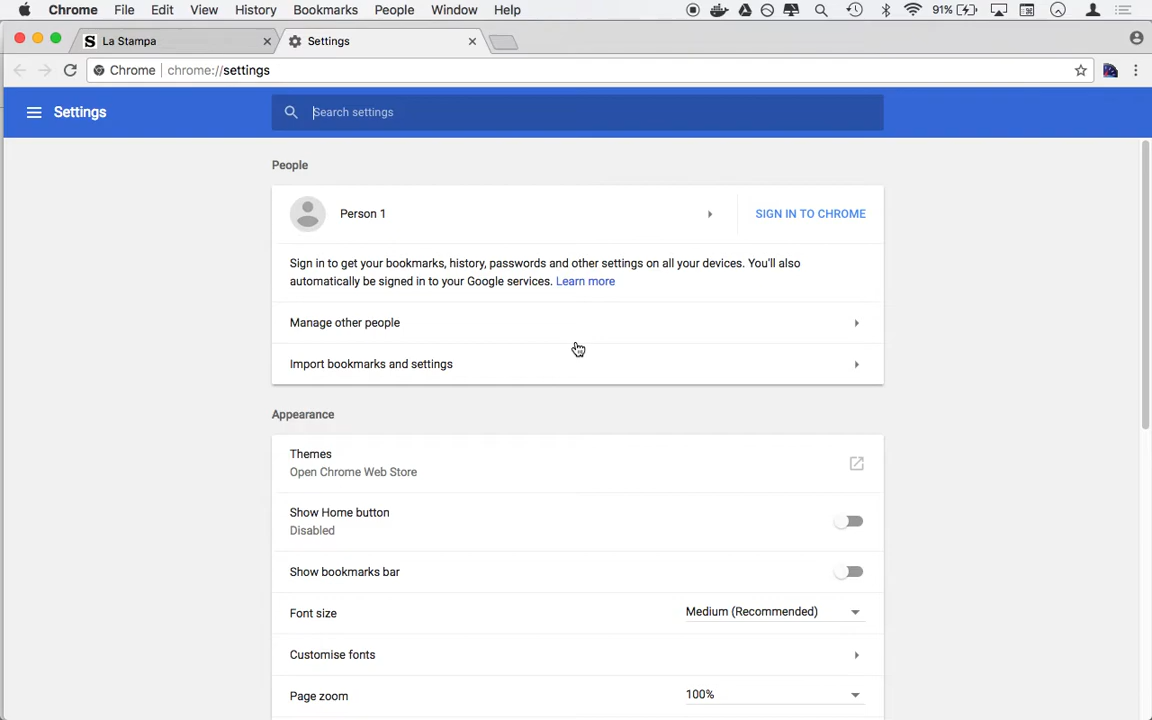 Chrome File Edit View History Bookmarks People Window Help 91%
La Stampa Settings
Chrome chrome://settings
Settings Search settings
People
Person 1 SIGN IN TO CHROME
Sign in to get your bookmarks, history, passwords and other settings on all your devices. You'll also
automatically be signed in to your Google services. Learn more
Manage other people
Import bookmarks and settings
Appearance
Themes
Open Chrome Web Store
Show Home button
Disabled
Show bookmarks bar
Font size Medium (Recommended)
Customise fonts
Page zoom 100%